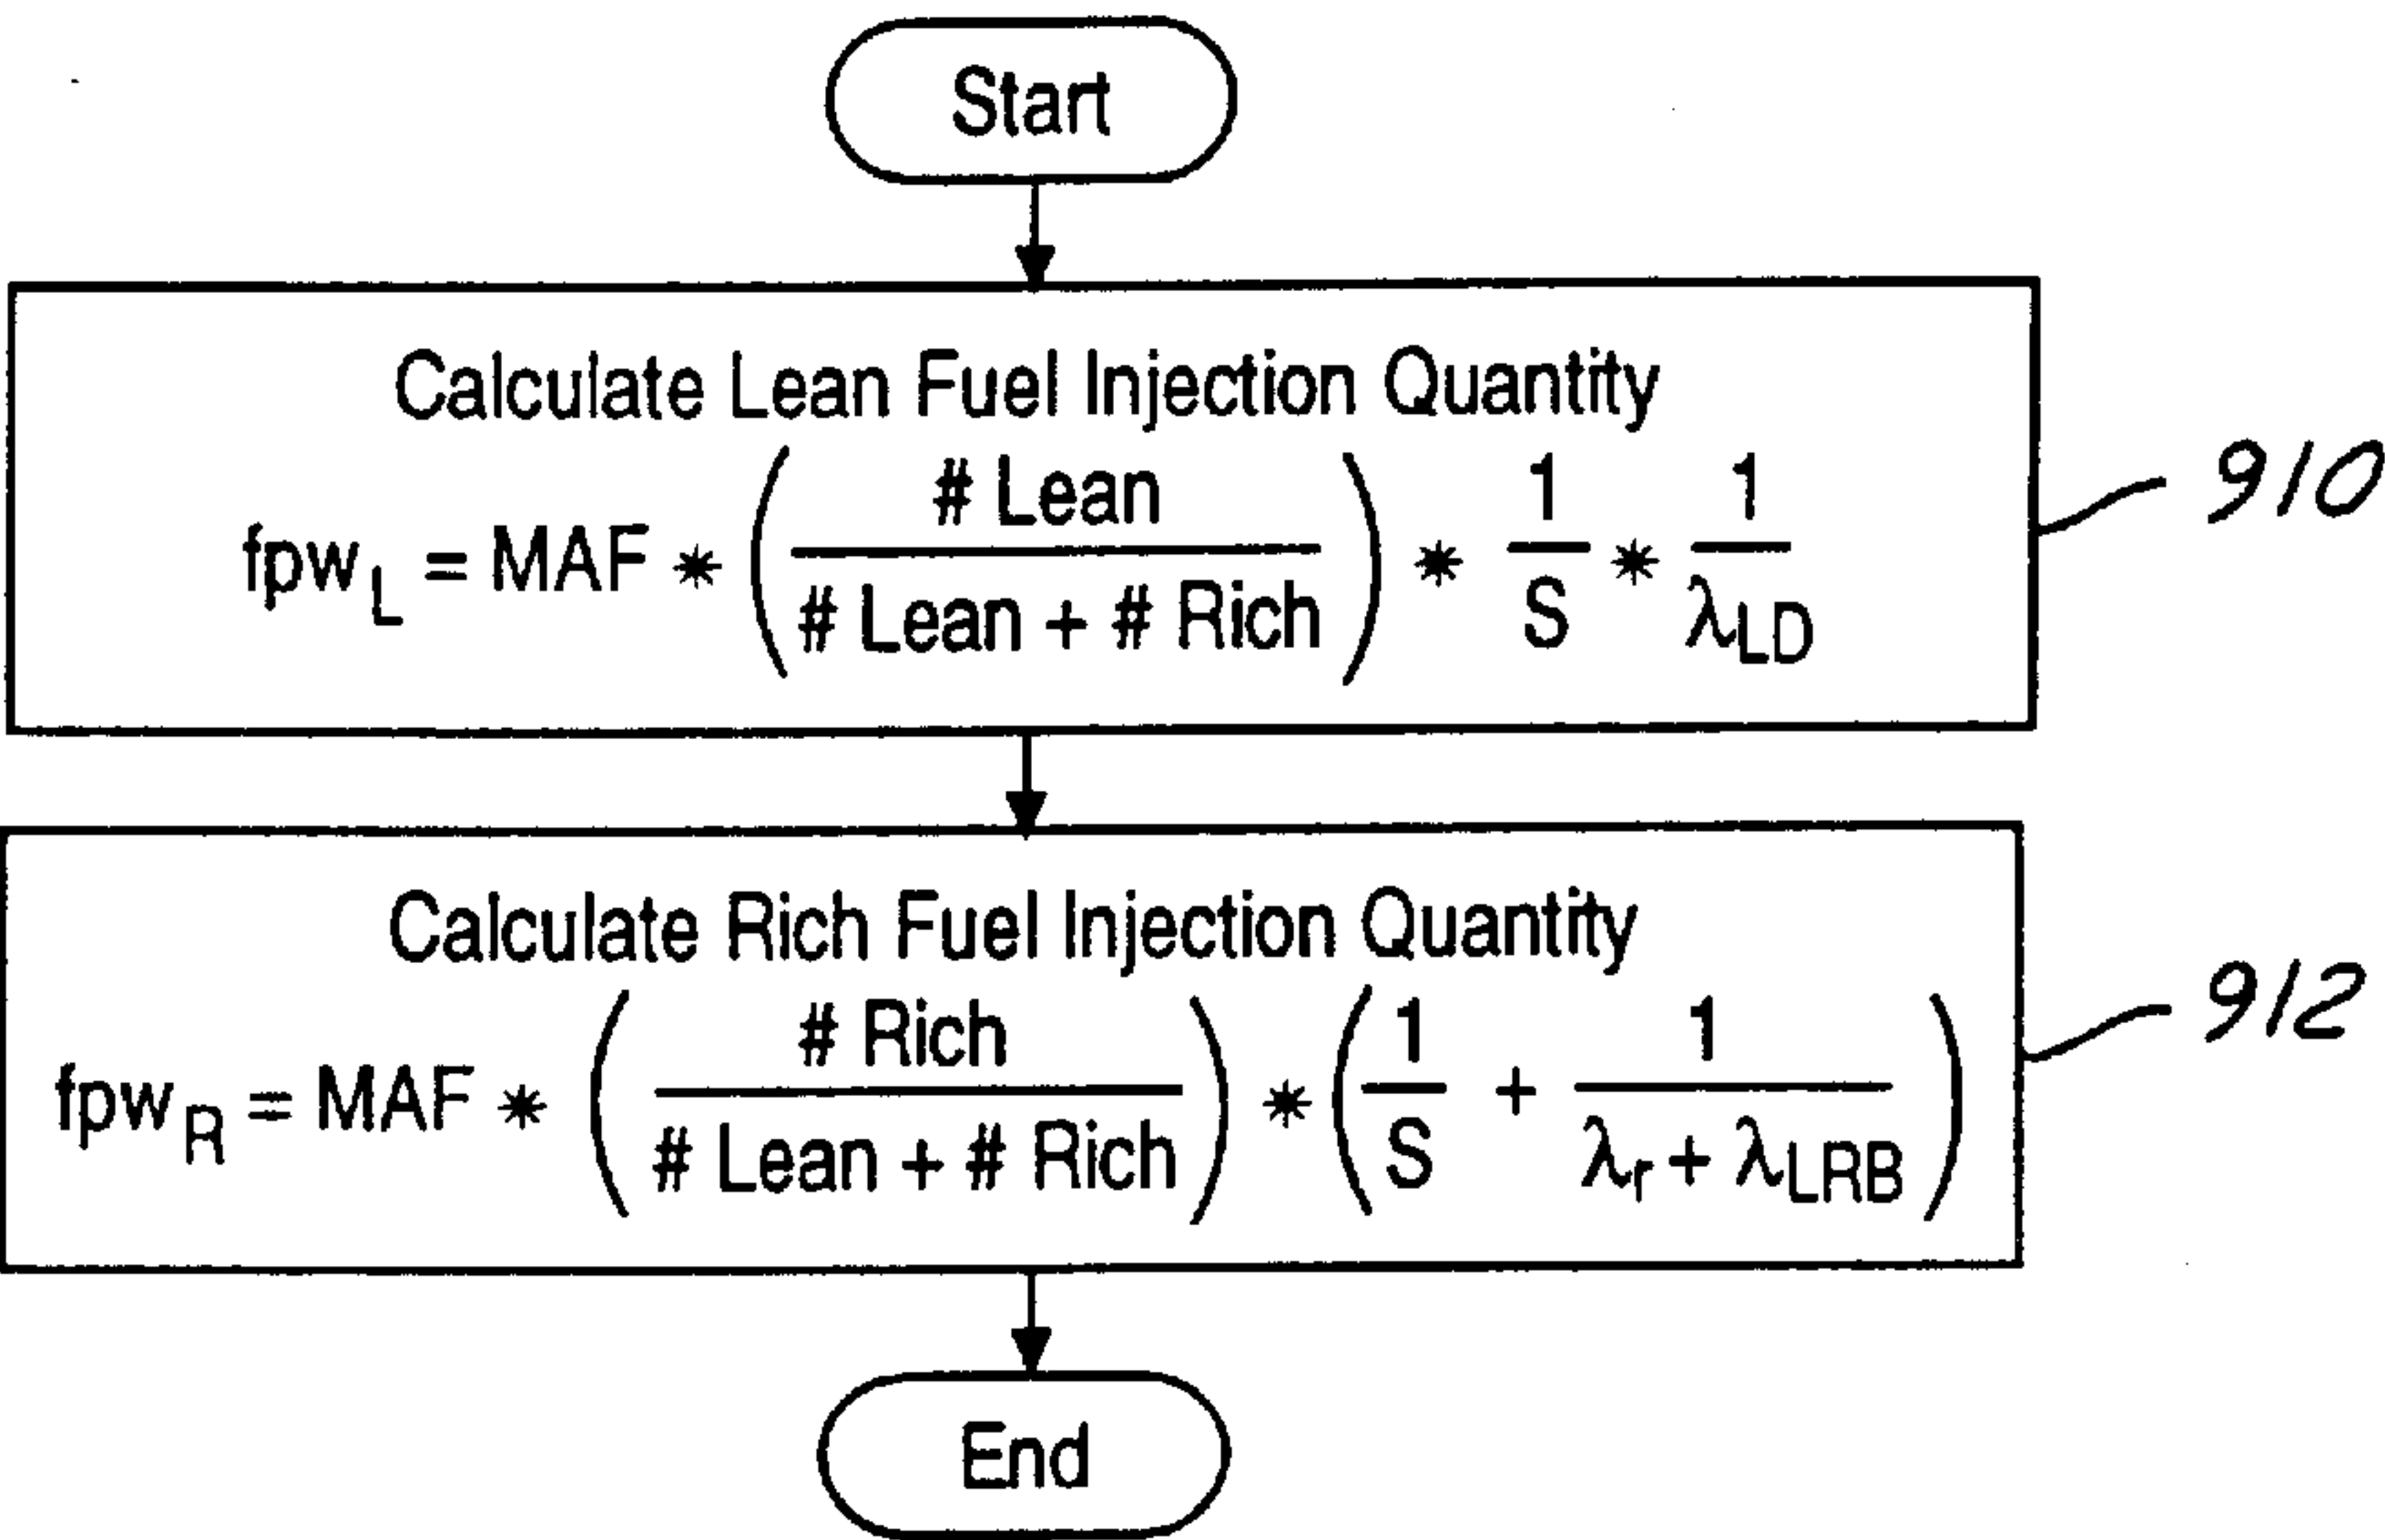 Start
Calculate Lean Fuel Injection Quantity
fpw_L = MAF * (# Lean / (# Lean + # Rich)) * 1/S * 1/λ_LD
910
Calculate Rich Fuel Injection Quantity
fpw_R = MAF * (# Rich / (# Lean + # Rich)) * (1/S + 1/(λ_r + λ_LRB))
912
End